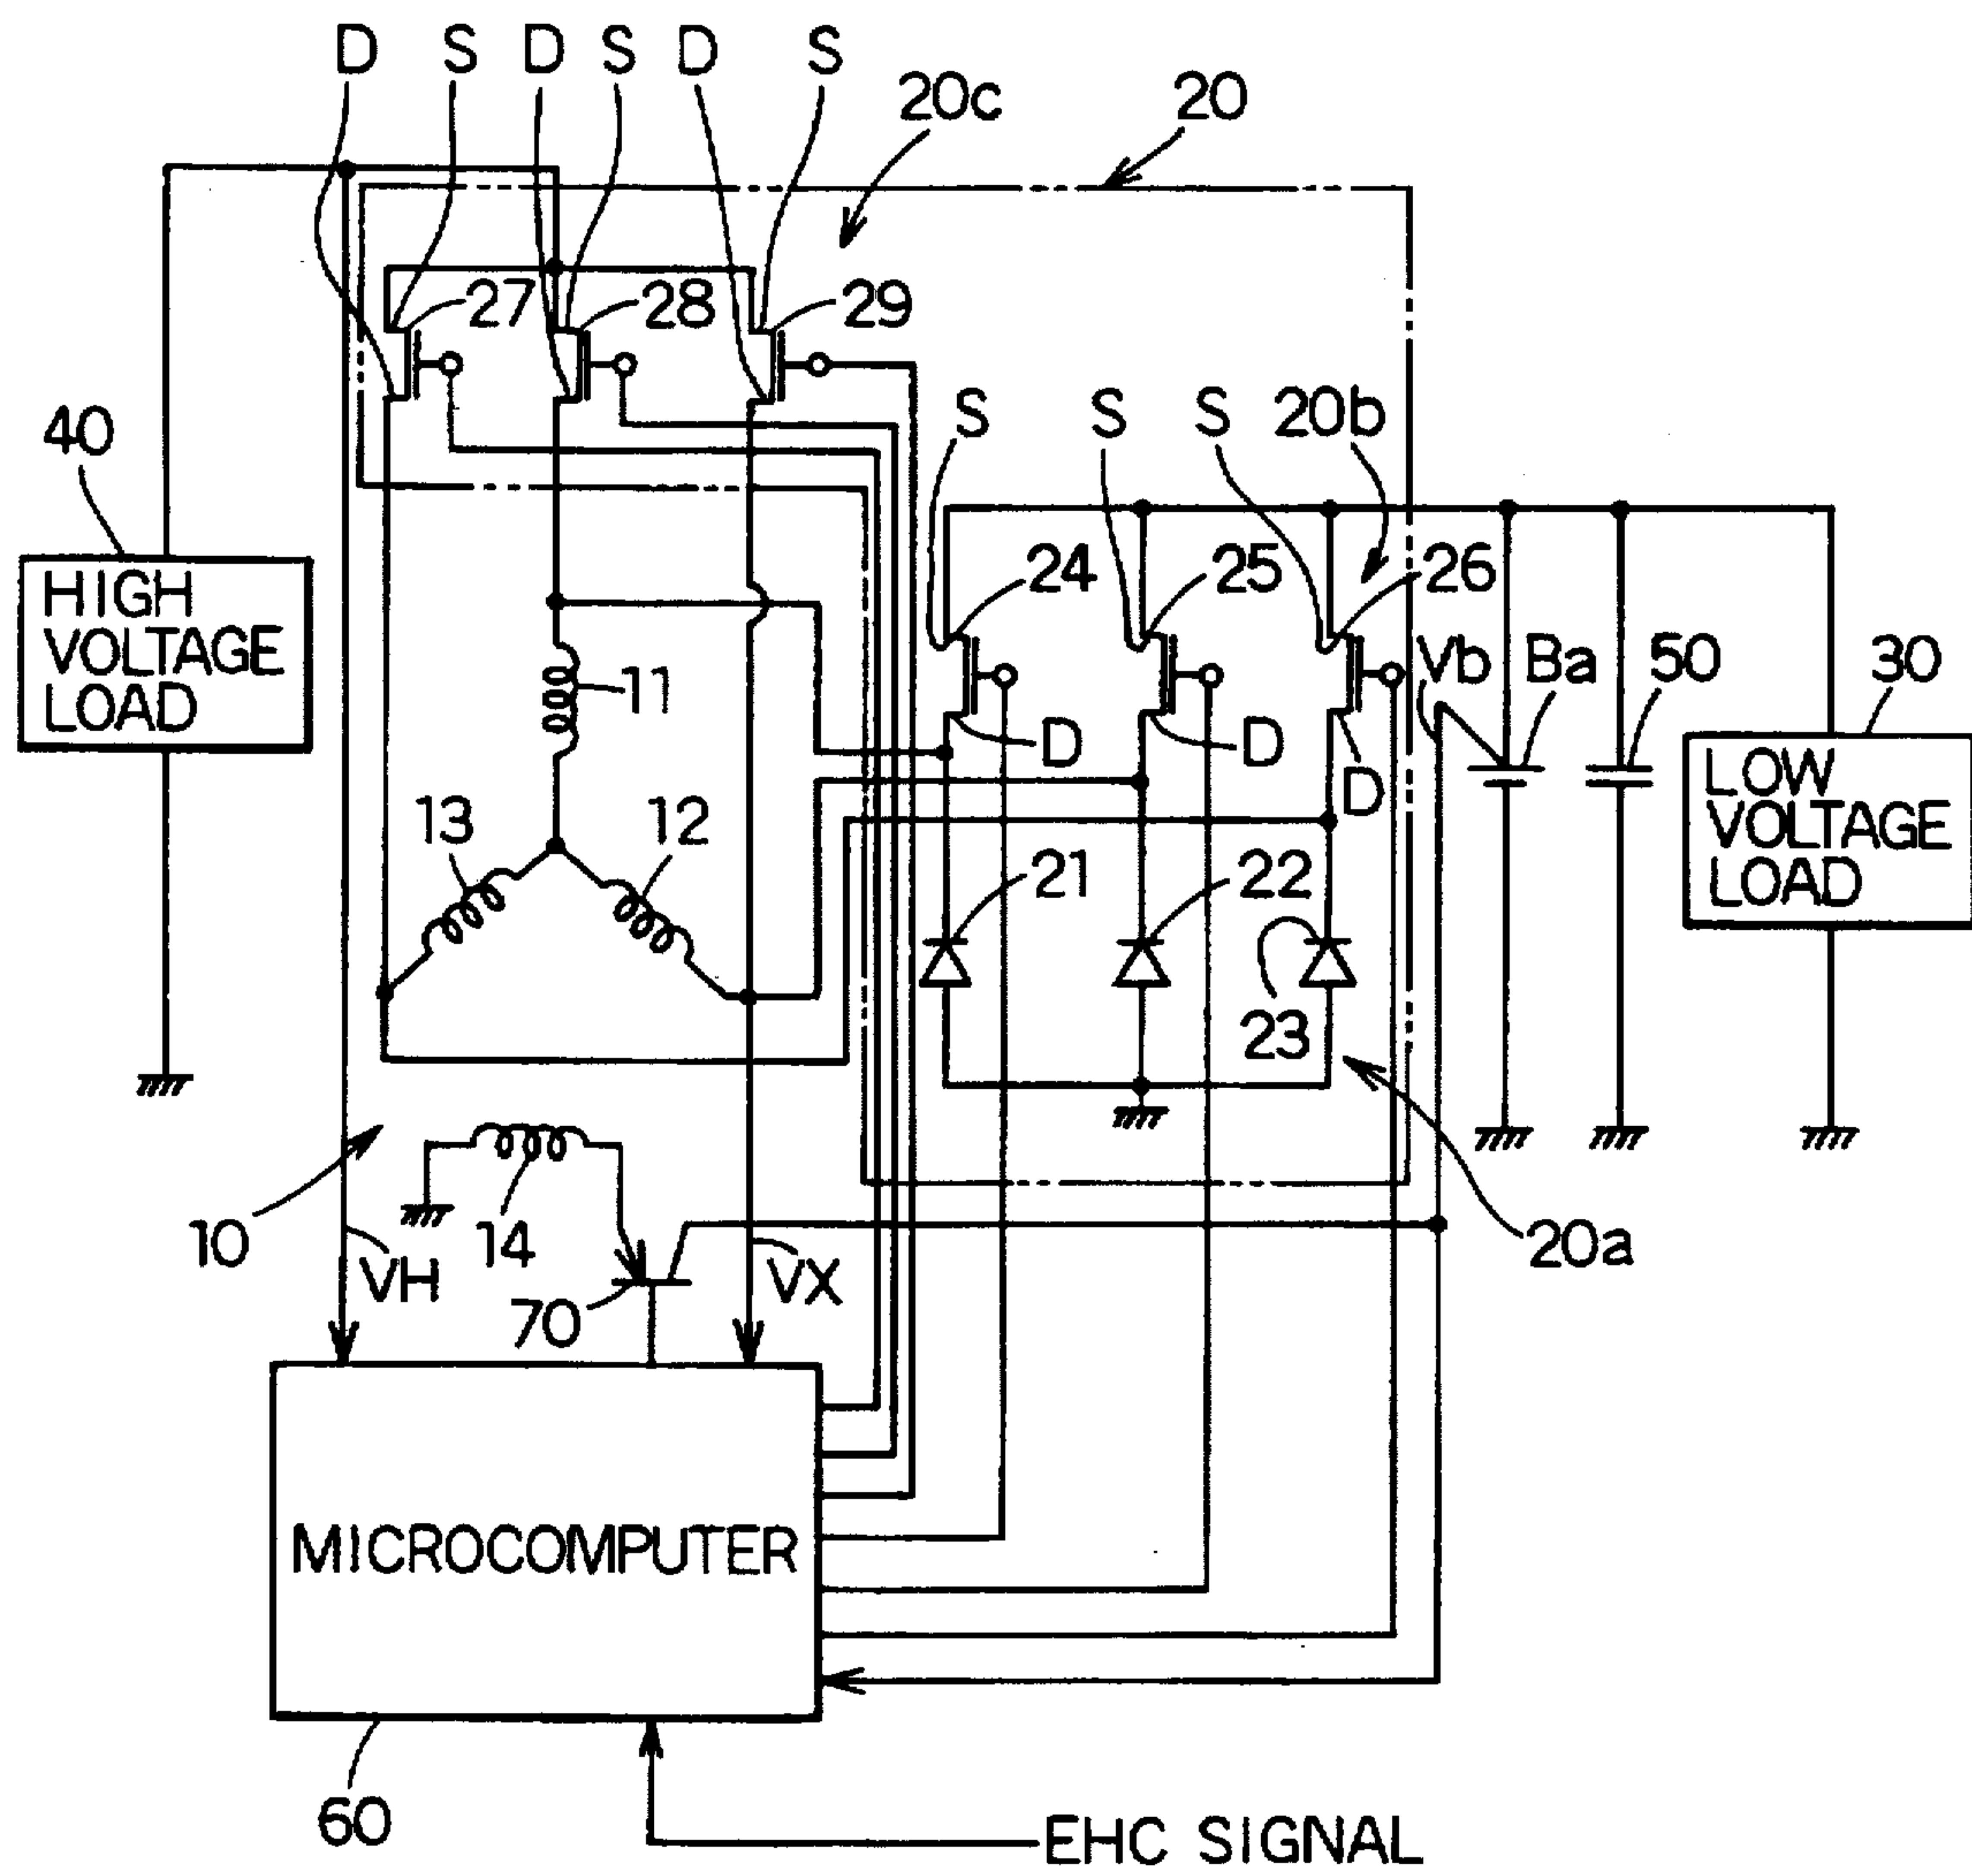 D S D S D S
20c
20
27
28
29
40
S S S 20b
HIGH
VOLTAGE
LOAD
24
25
26
11
Vb
Ba
50
30
D
D
D
LOW
VOLTAGE
LOAD
13
12
21
22
23
10
14
VH
70
VX
20a
MICROCOMPUTER
60
EHC SIGNAL